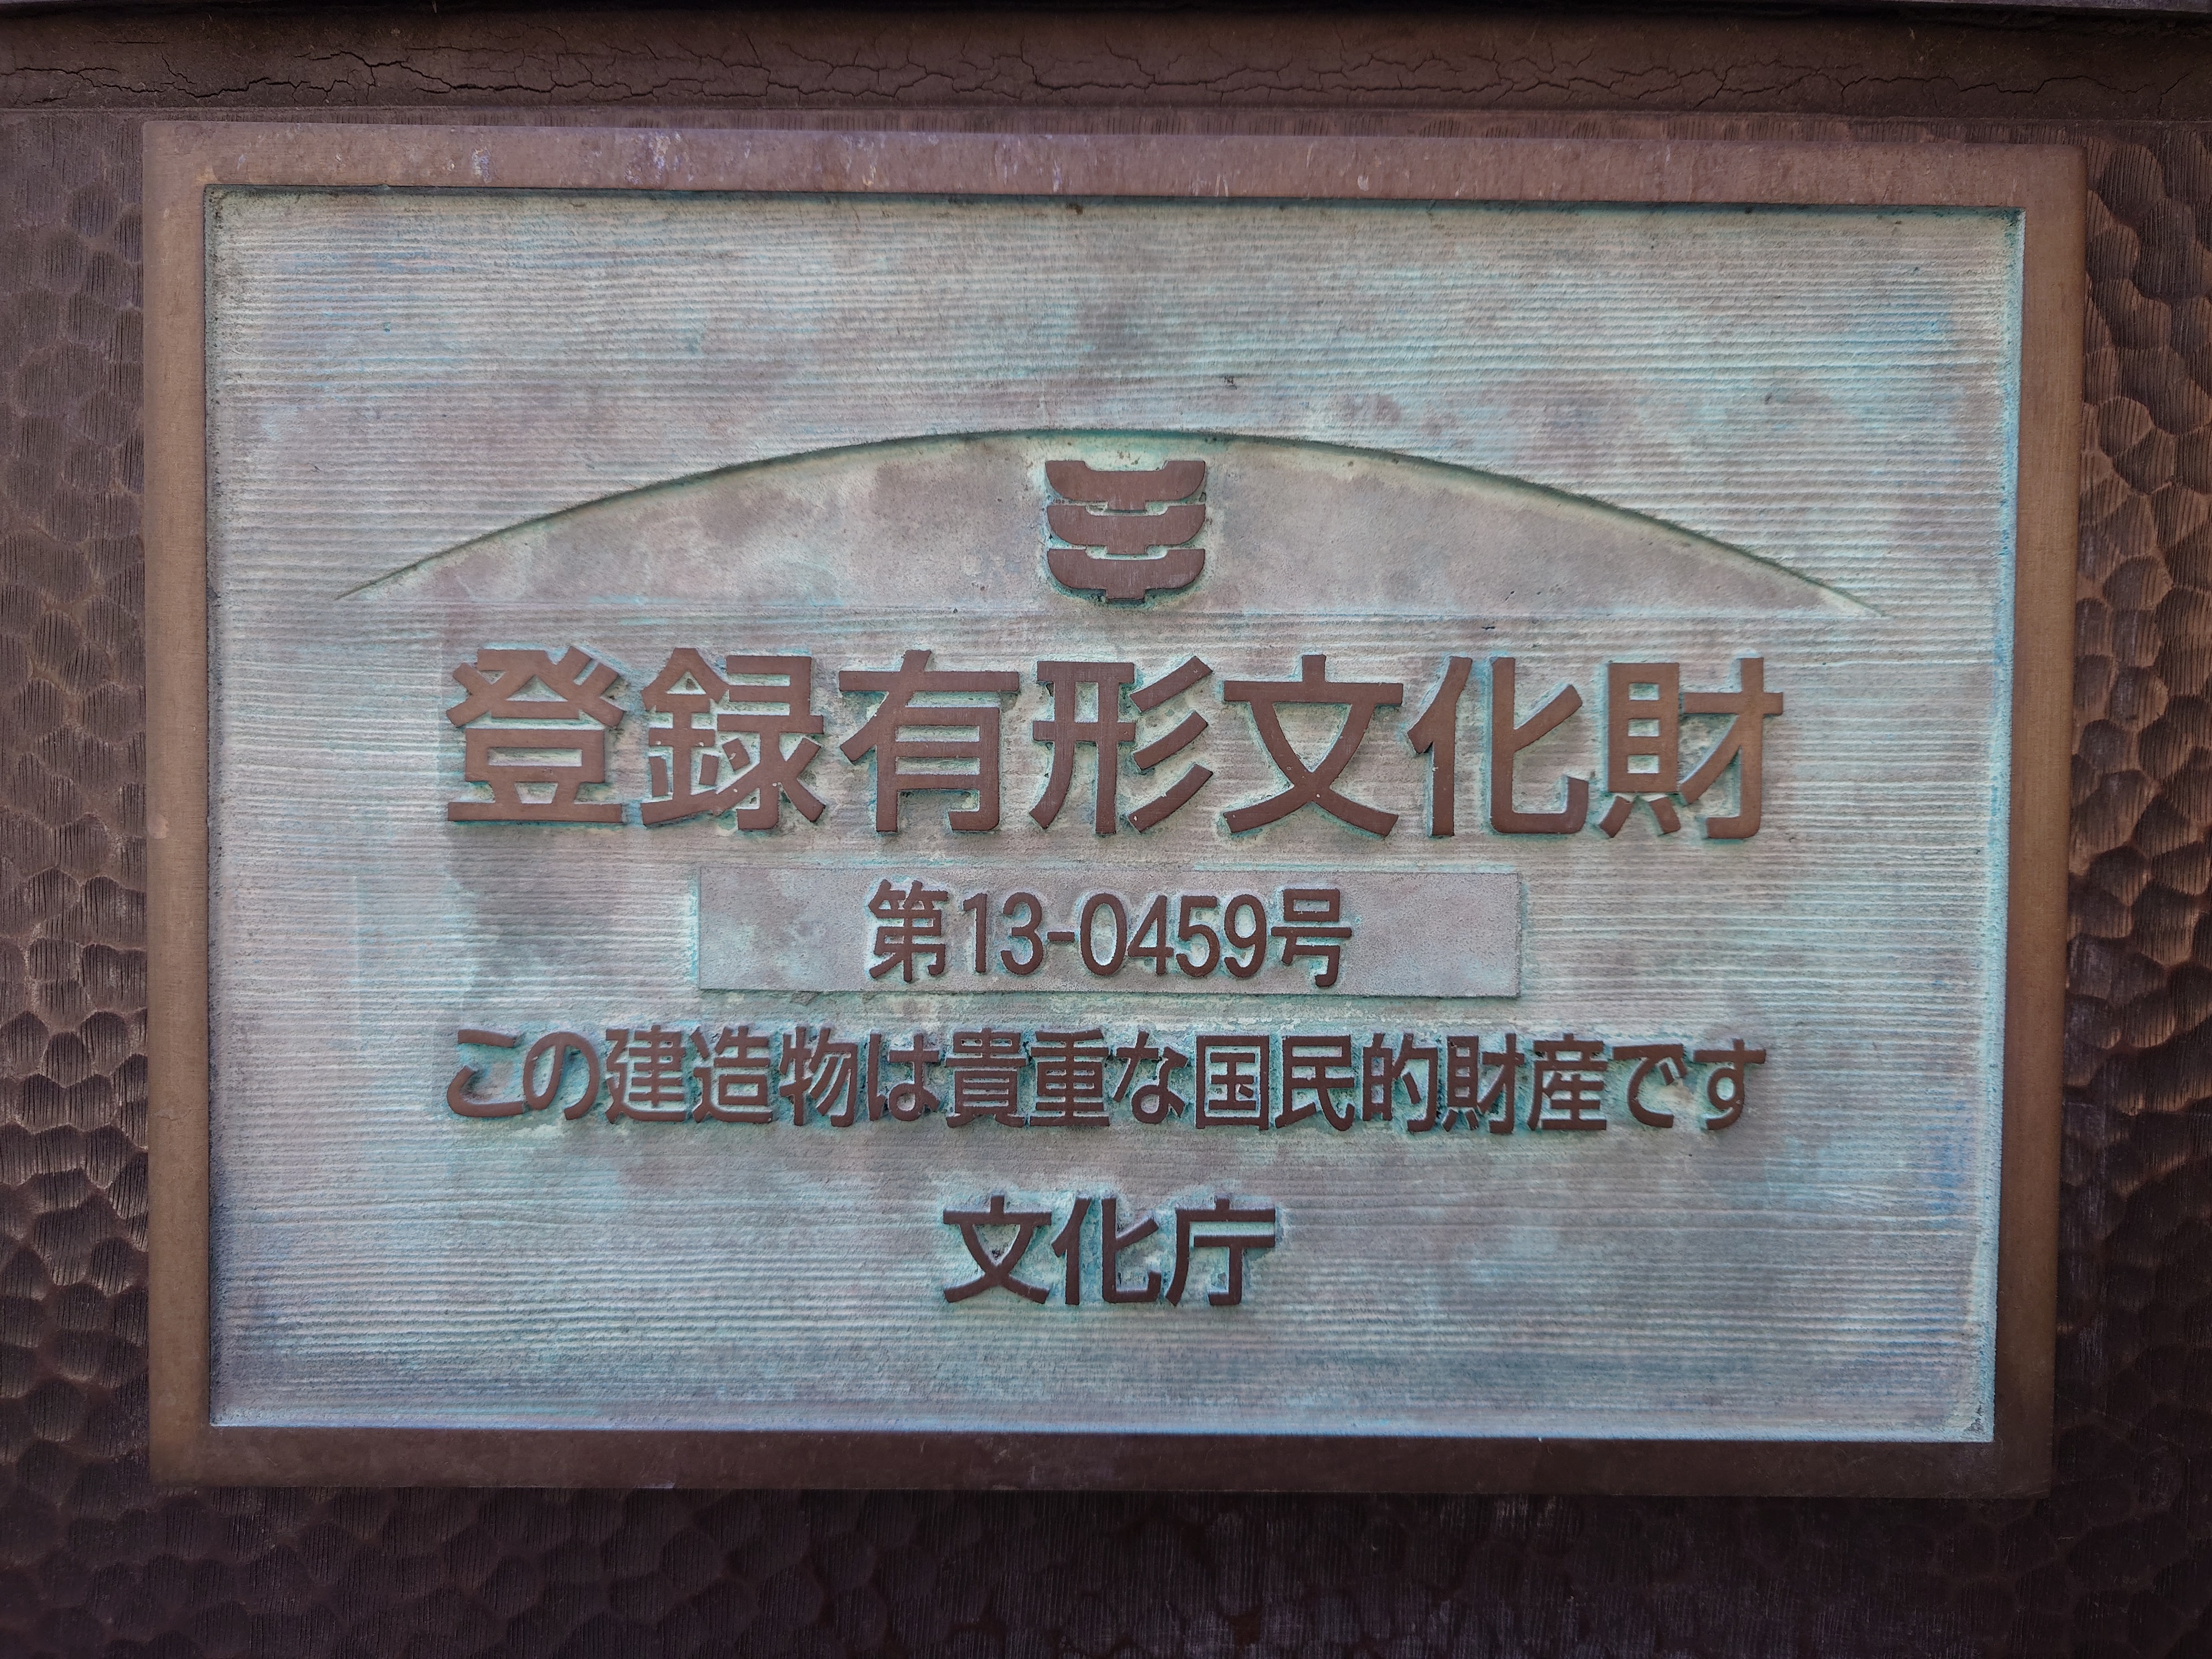 登録有形文化財
第13-0459号
この建造物は貴重な国民的財産です
文化庁